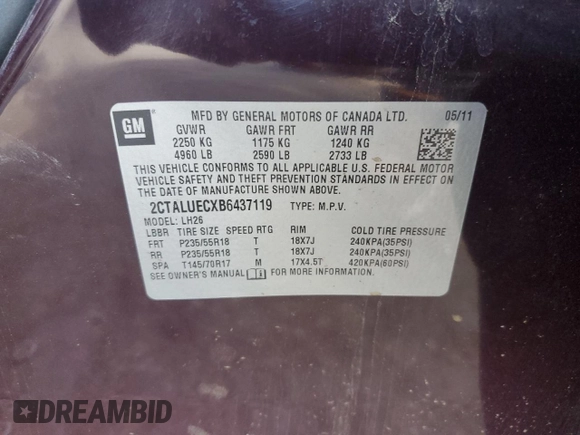 MFD BY GENERAL MOTORS OF CANADA LTD. 05/11
GM
GVWR GAWR FRT GAWR RR
2250 KG 1175 KG 1240 KG
4960 LB 2590 LB 2733 LB
THIS VEHICLE CONFORMS TO ALL APPLICABLE U.S. FEDERAL MOTOR
VEHICLE SAFETY AND THEFT PREVENTION STANDARDS IN EFFECT ON
THE DATE OF MANUFACTURE SHOWN ABOVE.
2CTALUECXB6437119 TYPE: M.P.V.
MODEL: LH26
LBBR TIRE SIZE SPEED RTG RIM COLD TIRE PRESSURE
FRT P235/55R18 T 18X7J 240KPA(35PSI)
RR P235/55R18 T 18X7J 240KPA(35PSI)
SPA T145/70R17 M 17X4.5T 420KPA(60PSI)
SEE OWNER'S MANUAL FOR MORE INFORMATION.
DREAMBID